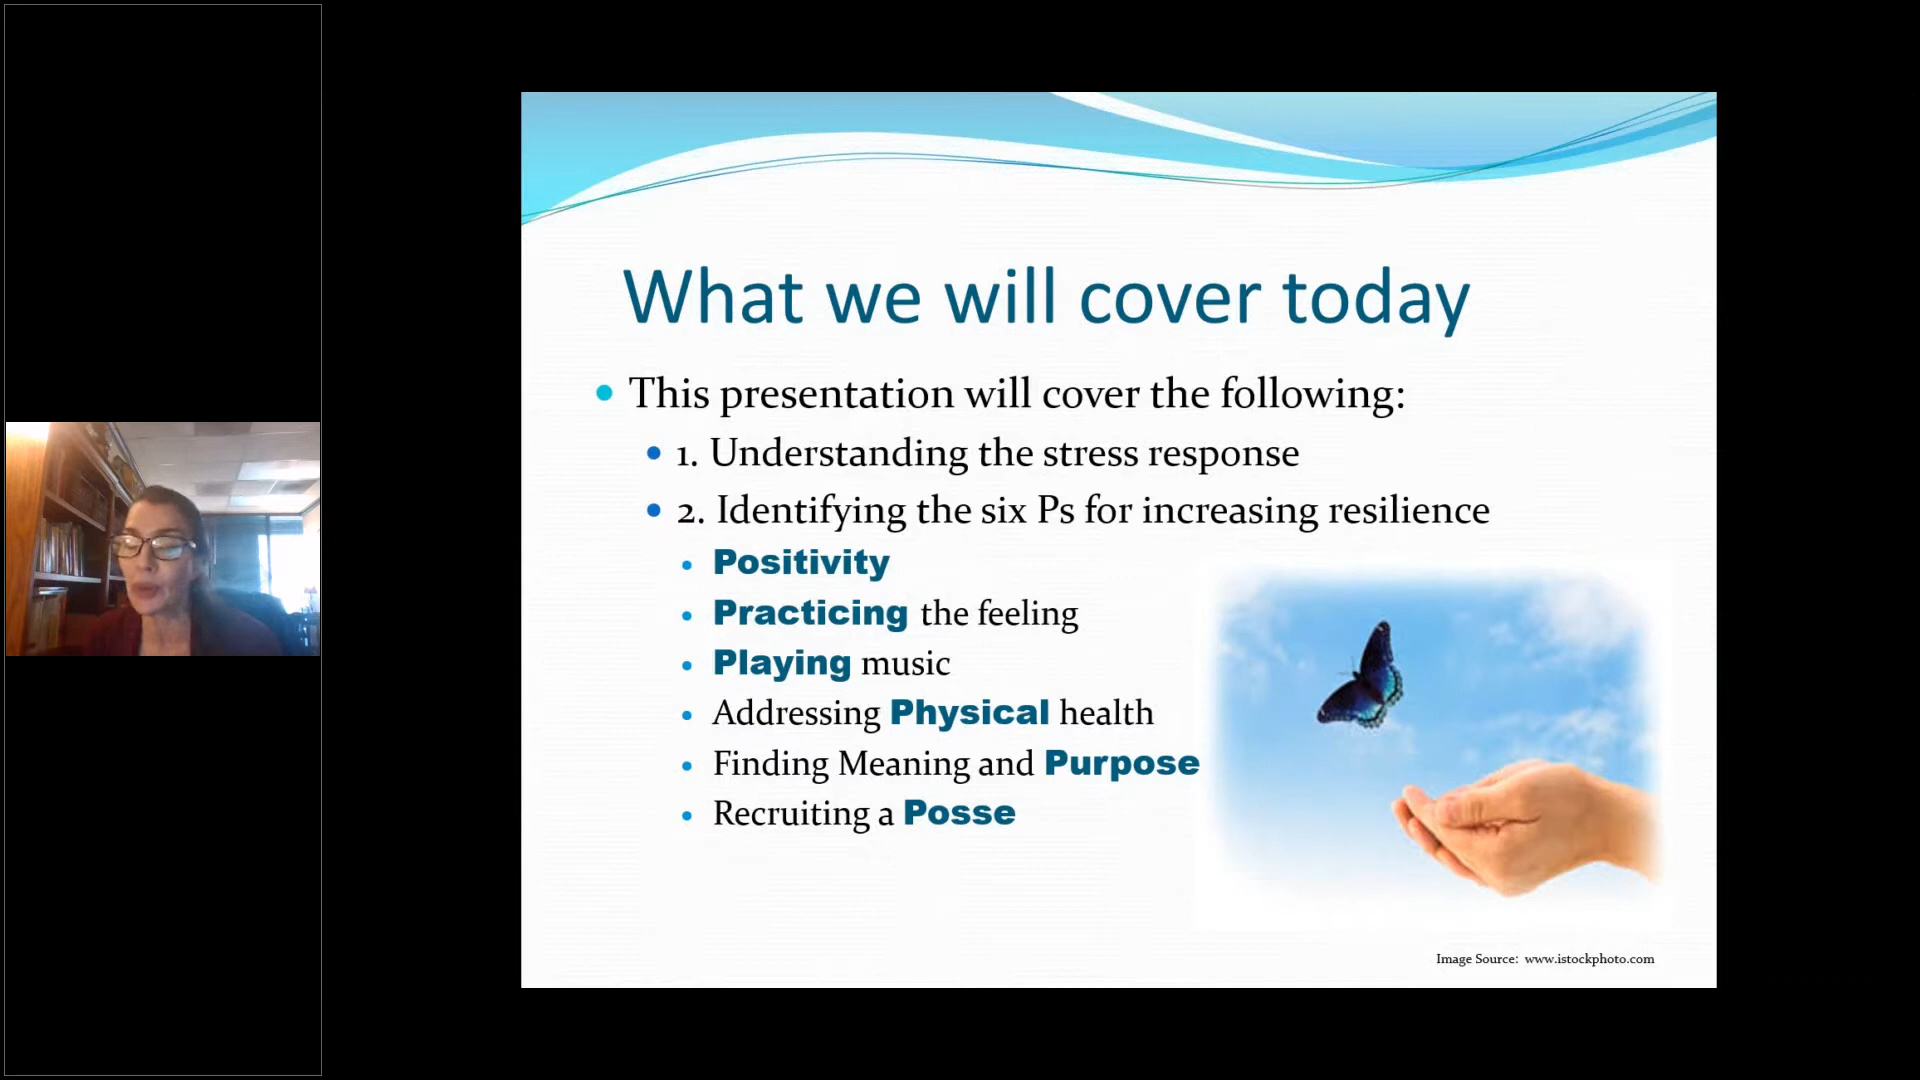 What we will cover today
• This presentation will cover the following:
• 1. Understanding the stress response
• 2. Identifying the six Ps for increasing resilience
• Positivity
• Practicing the feeling
• Playing music
• Addressing Physical health
• Finding Meaning and Purpose
• Recruiting a Posse
Image Source: www.istockphoto.com